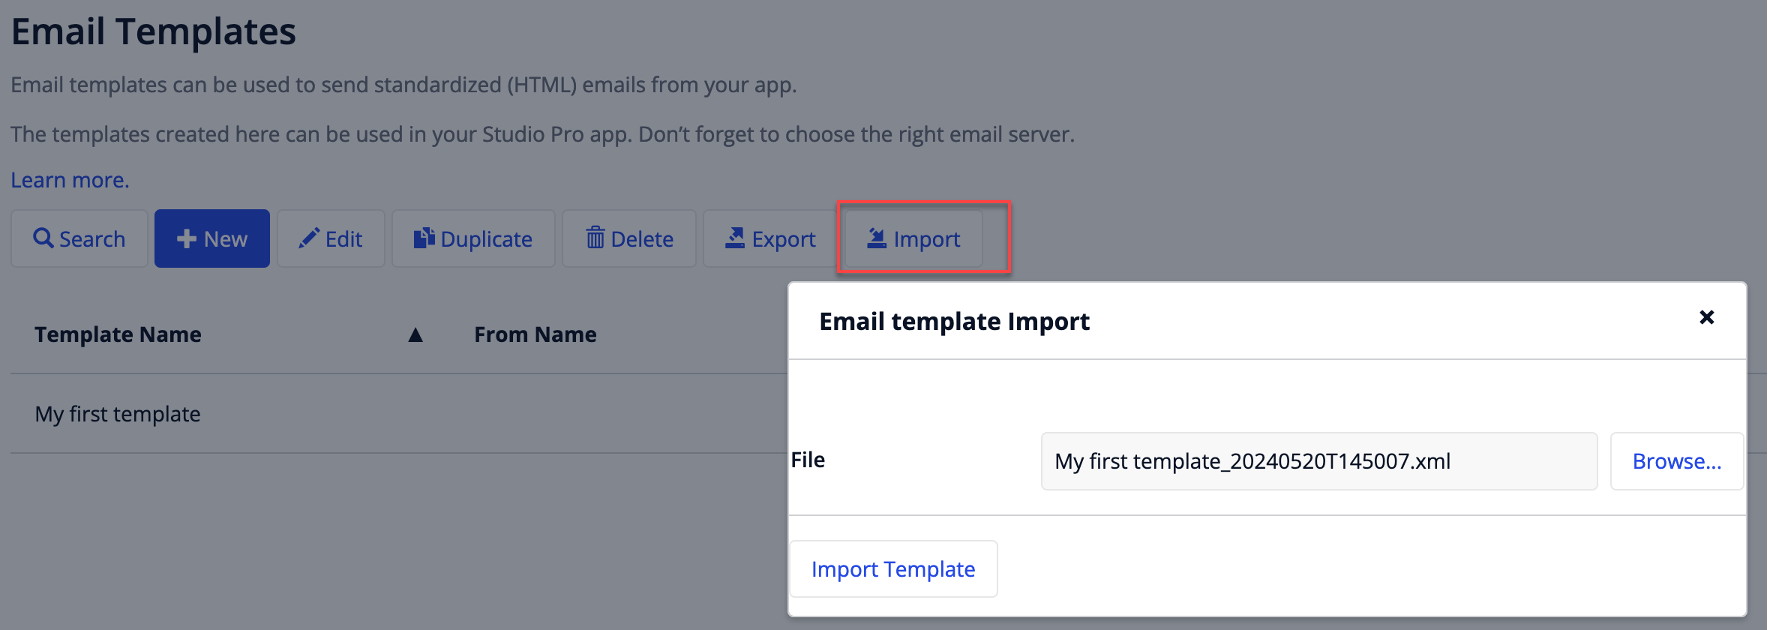 Email Templates
Email templates can be used to send standardized (HTML) emails from your app.
The templates created here can be used in your Studio Pro app. Don’t forget to choose the right email server.
Learn more.
Search New Edit Duplicate Delete Export Import
Template Name ▲ From Name
My first template
Email template Import
File My first template_20240520T145007.xml Browse...
Import Template